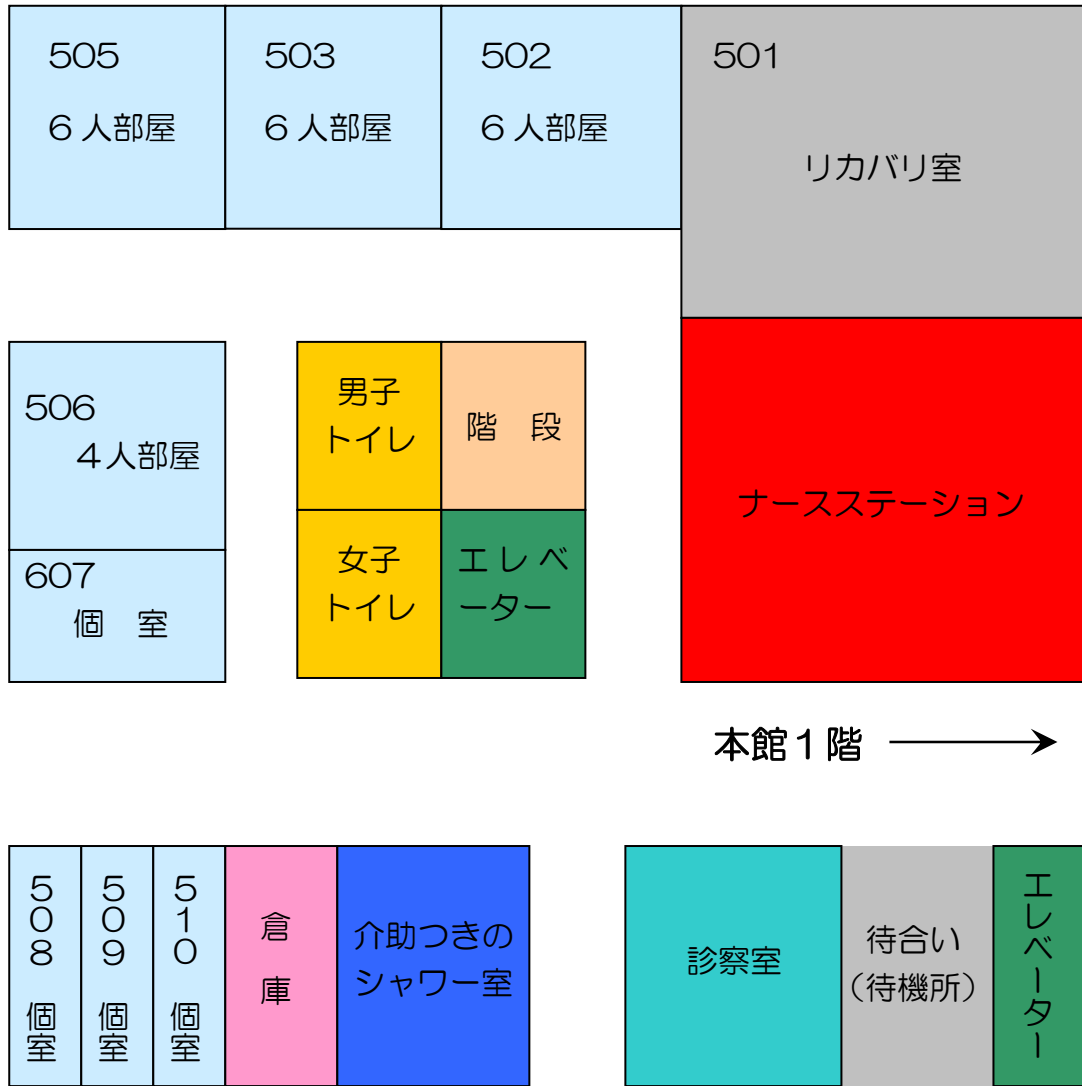 505
６人部屋
503
６人部屋
502
６人部屋
501
リカバリ室
506
４人部屋
607
個　室
男子
トイレ
階　段
女子
トイレ
エレベ
ーター
ナースステーション
本館１階
508　個室
509　個室
510　個室
倉
庫
介助つきの
シャワー室
診察室
待合い
（待機所）
エレベーター